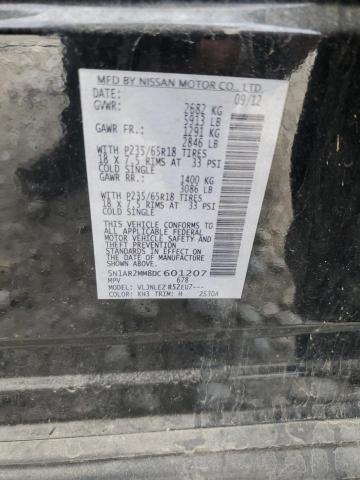 MFD BY NISSAN MOTOR CO., LTD.
DATE: 09/12
GVWR: 2682 KG
5913 LB
GAWR FR.: 1291 KG
2846 LB
WITH P235/65R18 TIRES
18 X 7.5 RIMS AT 33 PSI
COLD SINGLE
GAWR RR.: 1400 KG
3086 LB
WITH P235/65R18 TIRES
18 X 7.5 RIMS AT 33 PSI
COLD SINGLE
THIS VEHICLE CONFORMS TO ALL
APPLICABLE FEDERAL MOTOR VEHICLE
SAFETY AND THEFT PREVENTION
STANDARDS IN EFFECT ON THE DATE OF
MANUFACTURE SHOWN ABOVE.
5N1AR2MM8DC601207
MPV 678
MODEL: VLJNLEZ R52EU7---
COLOR: KH3 TRIM: H 2530A